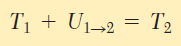 T₁ + U₁→₂ = T₂